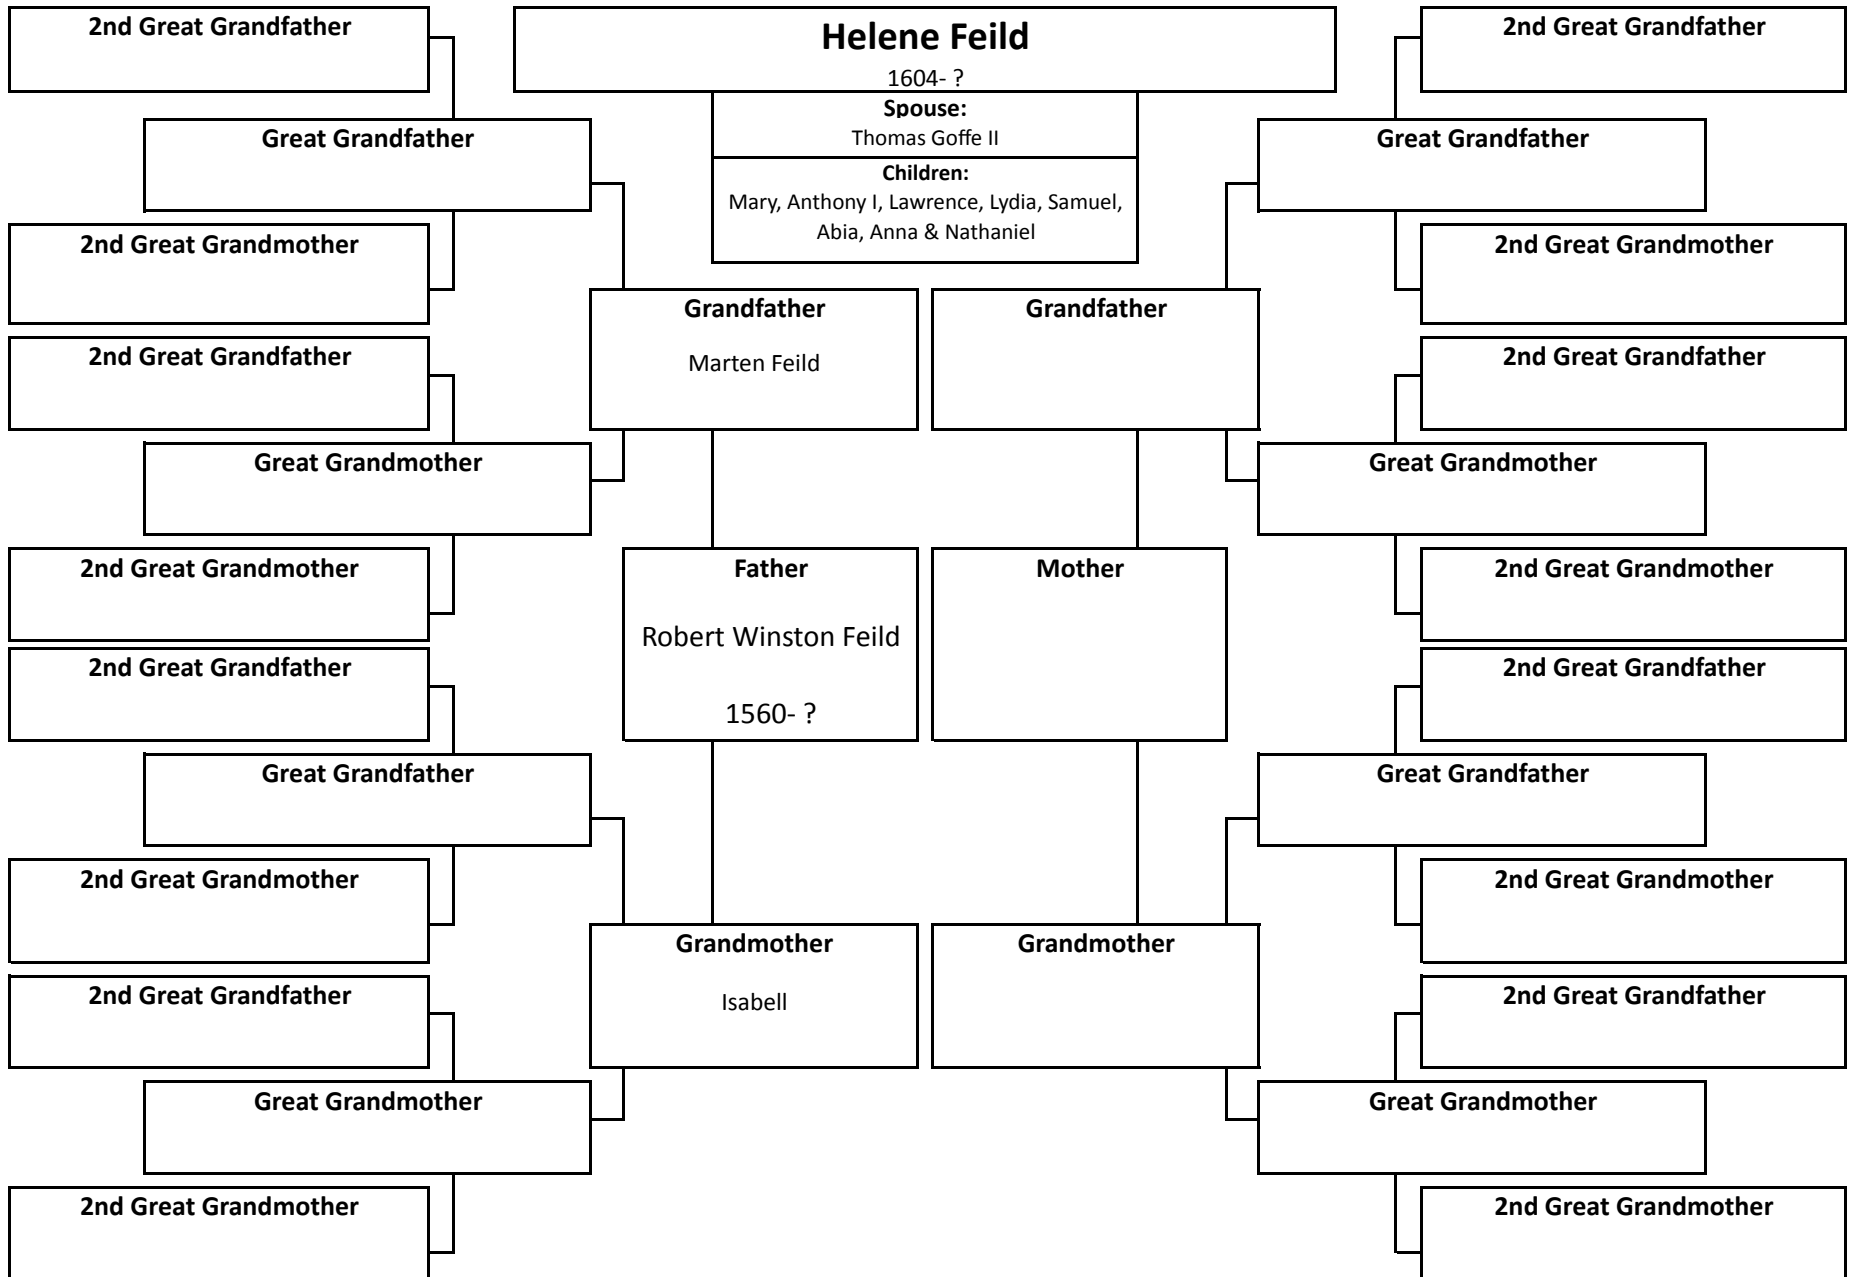 2nd Great Grandfather
Helene Feild
1604- ?
2nd Great Grandfather
Spouse:
Thomas Goffe II
Great Grandfather
Great Grandfather
Children:
Mary, Anthony I, Lawrence, Lydia, Samuel,
Abia, Anna & Nathaniel
2nd Great Grandmother
2nd Great Grandmother
Grandfather
Marten Feild
Grandfather
2nd Great Grandfather
2nd Great Grandfather
Great Grandmother
Great Grandmother
2nd Great Grandmother
Father
Robert Winston Feild
1560- ?
Mother
2nd Great Grandmother
2nd Great Grandfather
2nd Great Grandfather
Great Grandfather
Great Grandfather
2nd Great Grandmother
2nd Great Grandmother
Grandmother
Isabell
Grandmother
2nd Great Grandfather
2nd Great Grandfather
Great Grandmother
Great Grandmother
2nd Great Grandmother
2nd Great Grandmother